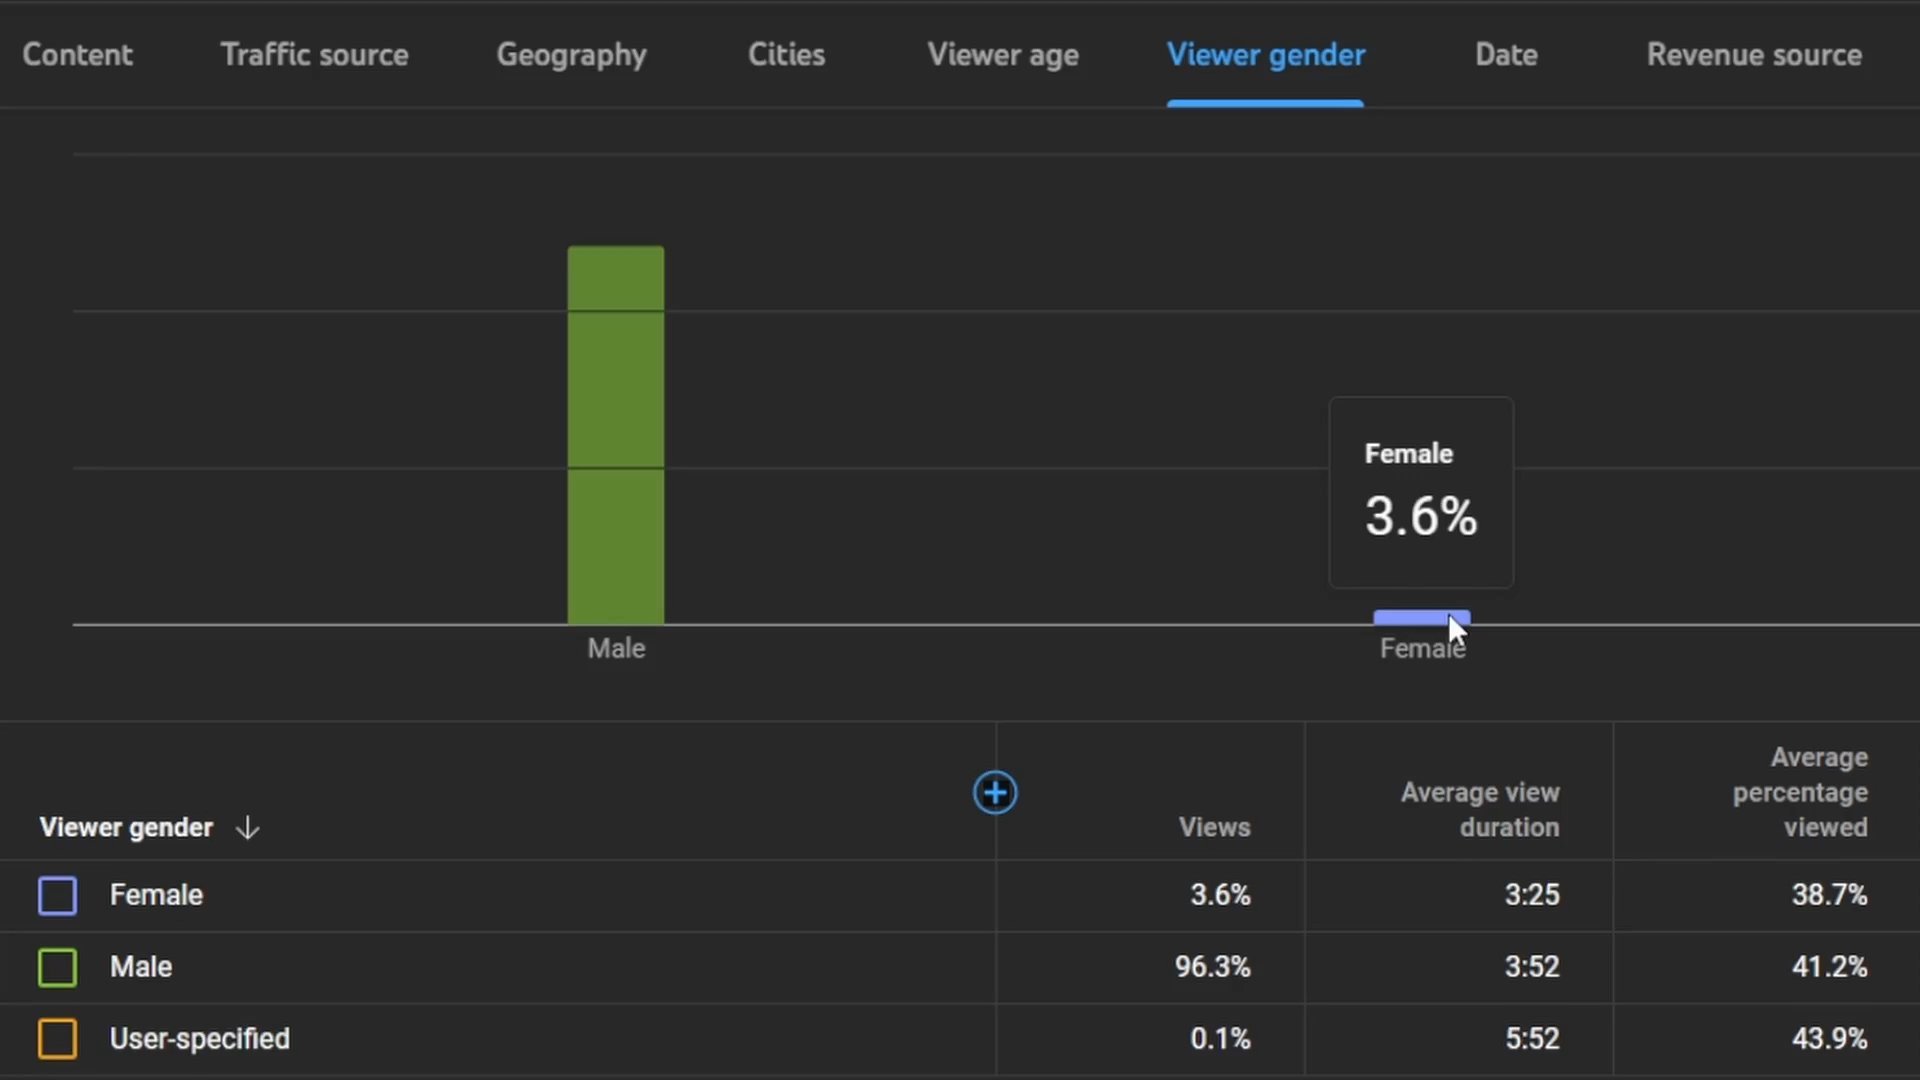 Content Traffic source Geography Cities Viewer age Viewer gender Date Revenue source
Female
3.6%
Male Female
Viewer gender Views Average view duration Average percentage viewed
Female 3.6% 3:25 38.7%
Male 96.3% 3:52 41.2%
User-specified 0.1% 5:52 43.9%